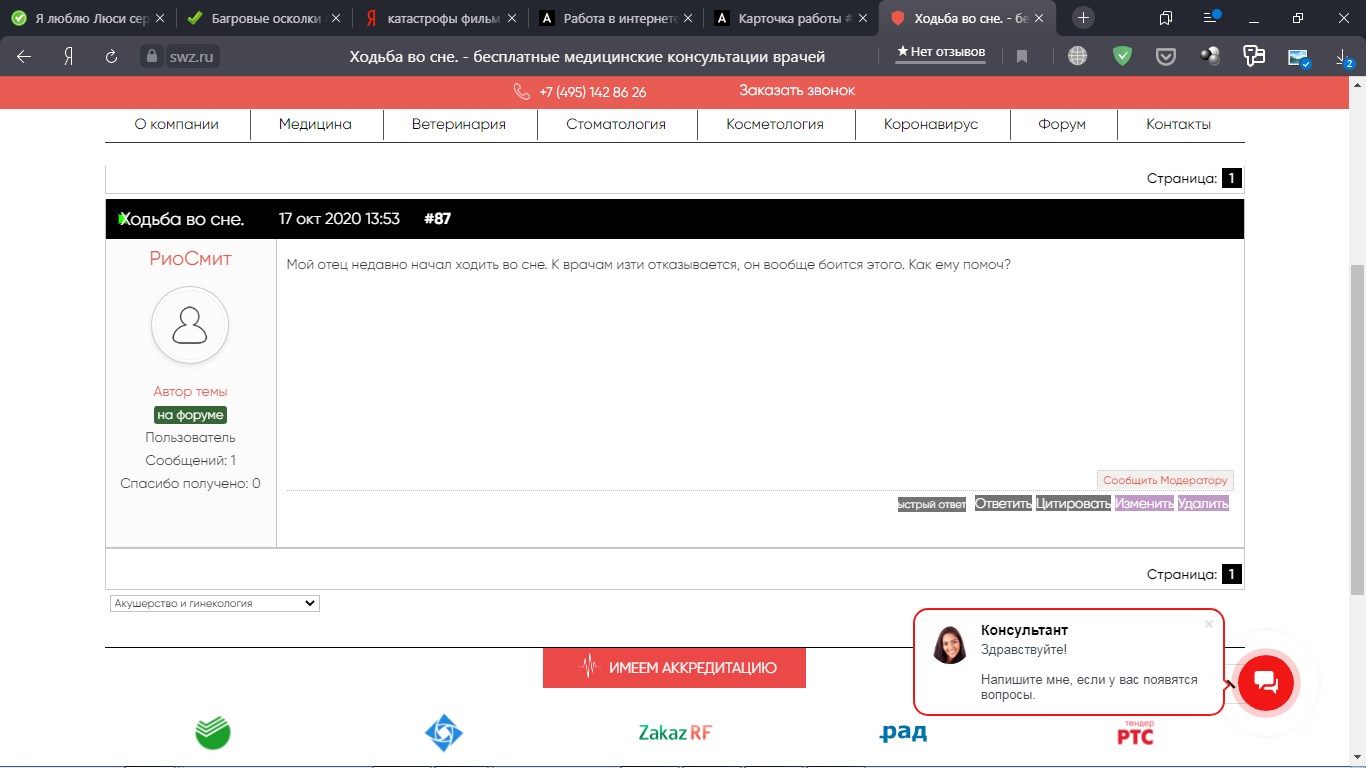 Я люблю Люси сер
Багровые осколки
катастрофы фильм
Работа в интернете
Карточка работы #
Ходьба во сне. - бе
swz.ru
Ходьба во сне. - бесплатные медицинские консультации врачей
★ Нет отзывов
2
+7 (495) 142 86 26
Заказать звонок
О компании
Медицина
Ветеринария
Стоматология
Косметология
Коронавирус
Форум
Контакты
Страница: 1
Ходьба во сне. 17 окт 2020 13:53 #87
РиоСмит
Мой отец недавно начал ходить во сне. К врачам изти отказывается, он вообще боится этого. Как ему помоч?
Автор темы
на форуме
Пользователь
Сообщений: 1
Спасибо получено: 0
Сообщить Модератору
ыстрый ответ Ответить Цитировать Изменить Удалить
Страница: 1
Акушерство и гинекология
Консультант
Здравствуйте!
Напишите мне, если у вас появятся
вопросы.
ИМЕЕМ АККРЕДИТАЦИЮ
Zakaz RF
.рад
тендер
РТС